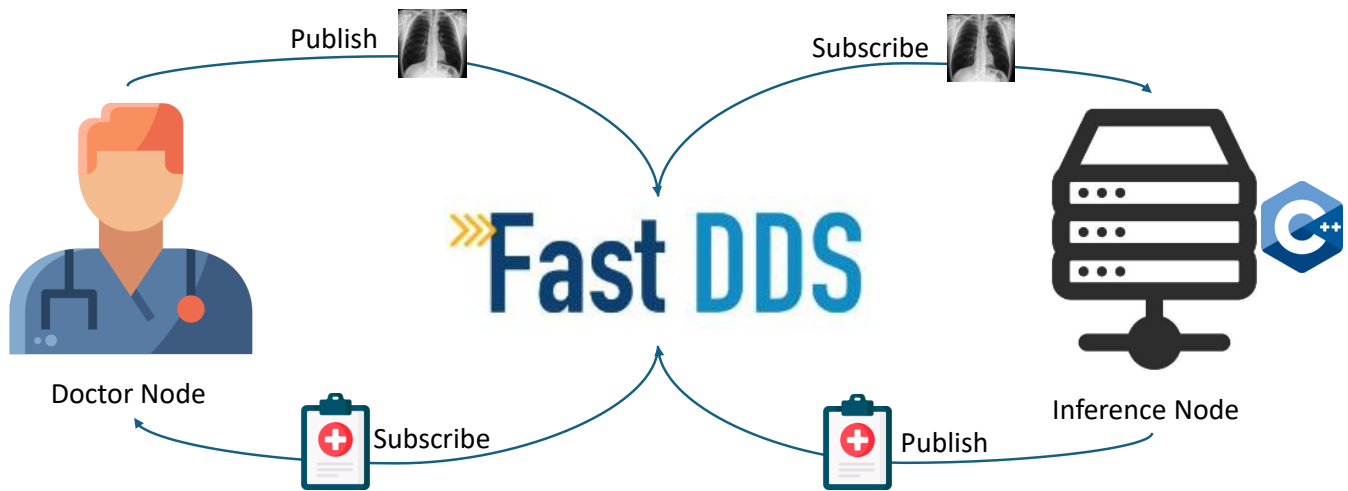 Publish
Subscribe
C++
Fast DDS
Doctor Node
Inference Node
Subscribe
Publish